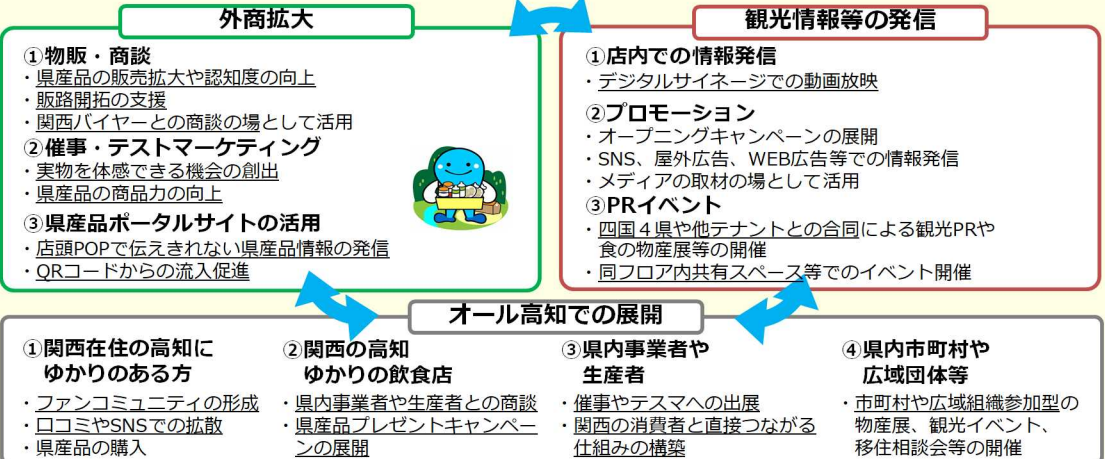 外商拡大
①物販・商談
・県産品の販売拡大や認知度の向上
・販路開拓の支援
・関西バイヤーとの商談の場として活用
②催事・テストマーケティング
・実物を体感できる機会の創出
・県産品の商品力の向上
③県産品ポータルサイトの活用
・店頭POPで伝えきれない県産品情報の発信
・QRコードからの流入促進
観光情報等の発信
①店内での情報発信
・デジタルサイネージでの動画放映
②プロモーション
・オープニングキャンペーンの展開
・SNS、屋外広告、WEB広告等での情報発信
・メディアの取材の場として活用
③PRイベント
・四国４県や他テナントとの合同による観光PRや
食の物産展等の開催
・同フロア内共有スペース等でのイベント開催
オール高知での展開
①関西在住の高知に
ゆかりのある方
・ファンコミュニティの形成
・口コミやSNSでの拡散
・県産品の購入
②関西の高知
ゆかりの飲食店
・県内事業者や生産者との商談
・県産品プレゼントキャンペー
ンの展開
③県内事業者や
生産者
・催事やテスマへの出展
・関西の消費者と直接つながる
仕組みの構築
④県内市町村や
広域団体等
・市町村や広域組織参加型の
物産展、観光イベント、
移住相談会等の開催